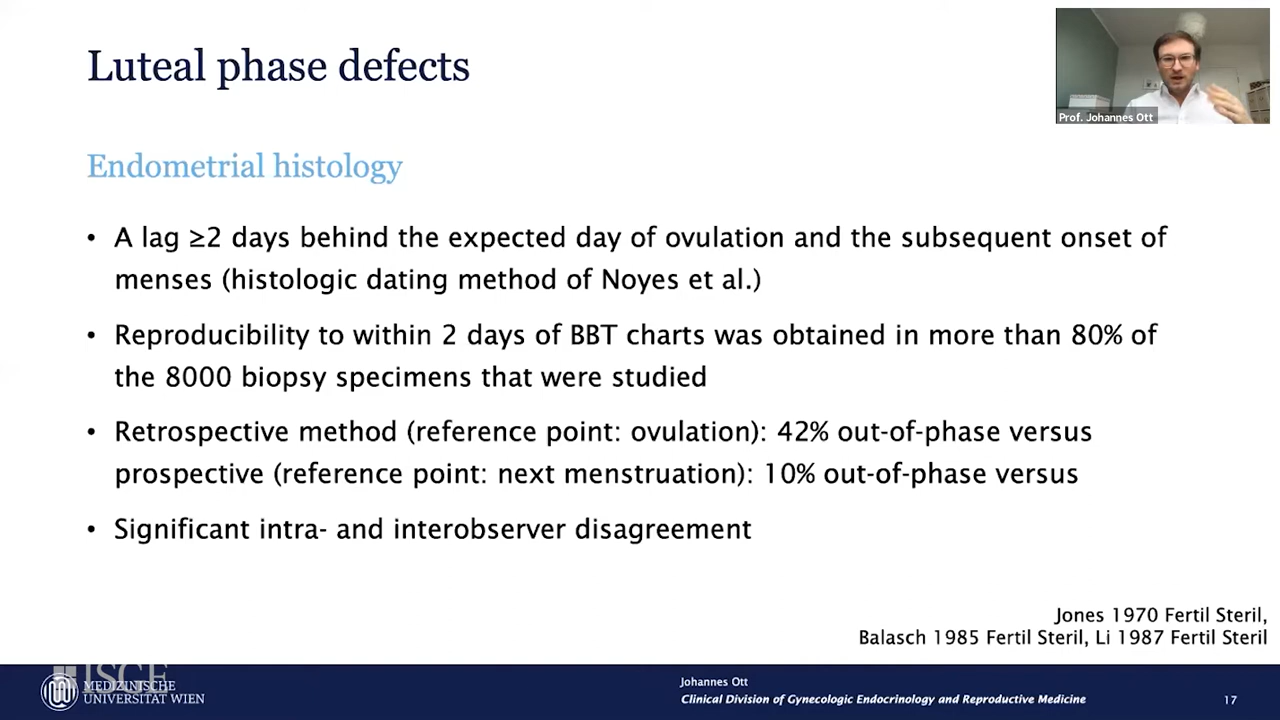 Luteal phase defects
Prof. Johannes Ott
Endometrial histology
• A lag ≥2 days behind the expected day of ovulation and the subsequent onset of
menses (histologic dating method of Noyes et al.)
• Reproducibility to within 2 days of BBT charts was obtained in more than 80% of
the 8000 biopsy specimens that were studied
• Retrospective method (reference point: ovulation): 42% out-of-phase versus
prospective (reference point: next menstruation): 10% out-of-phase versus
• Significant intra- and interobserver disagreement
Jones 1970 Fertil Steril,
Balasch 1985 Fertil Steril, Li 1987 Fertil Steril
ISGE
MEDIZINISCHE
UNIVERSITÄT WIEN
Johannes Ott
Clinical Division of Gynecologic Endocrinology and Reproductive Medicine
17